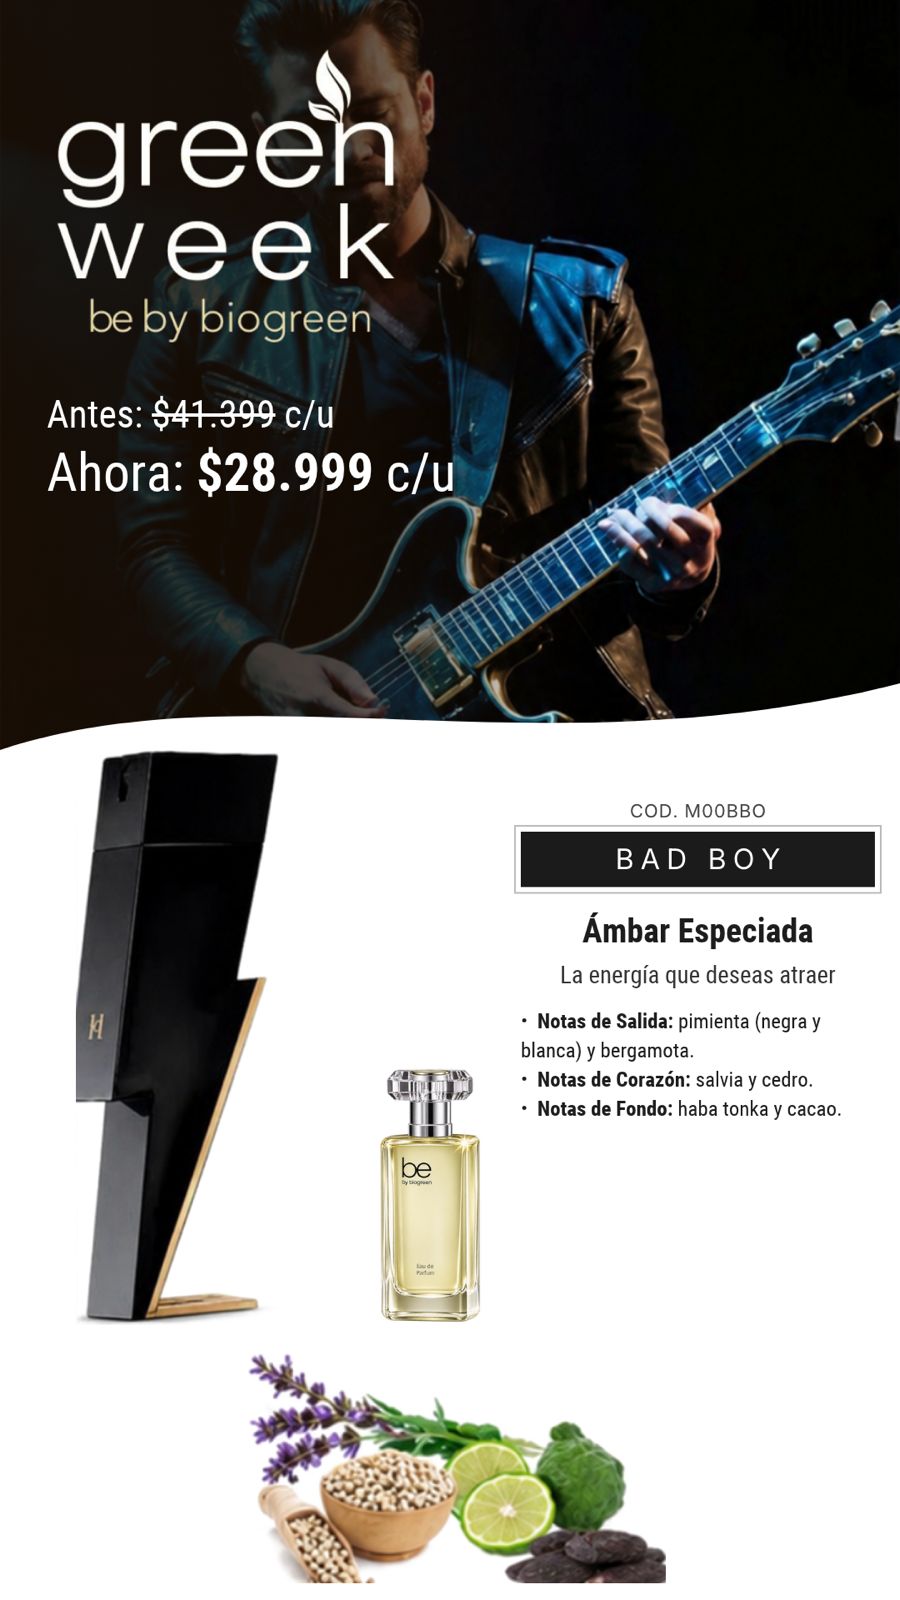 green
week
be by biogreen
Antes: $41.399 c/u
Ahora: $28.999 c/u
COD. M00BBO
BAD BOY
Ámbar Especiada
La energía que deseas atraer
• Notas de Salida: pimienta (negra y
blanca) y bergamota.
• Notas de Corazón: salvia y cedro.
• Notas de Fondo: haba tonka y cacao.
be
by biogreen
Eau de
Parfum